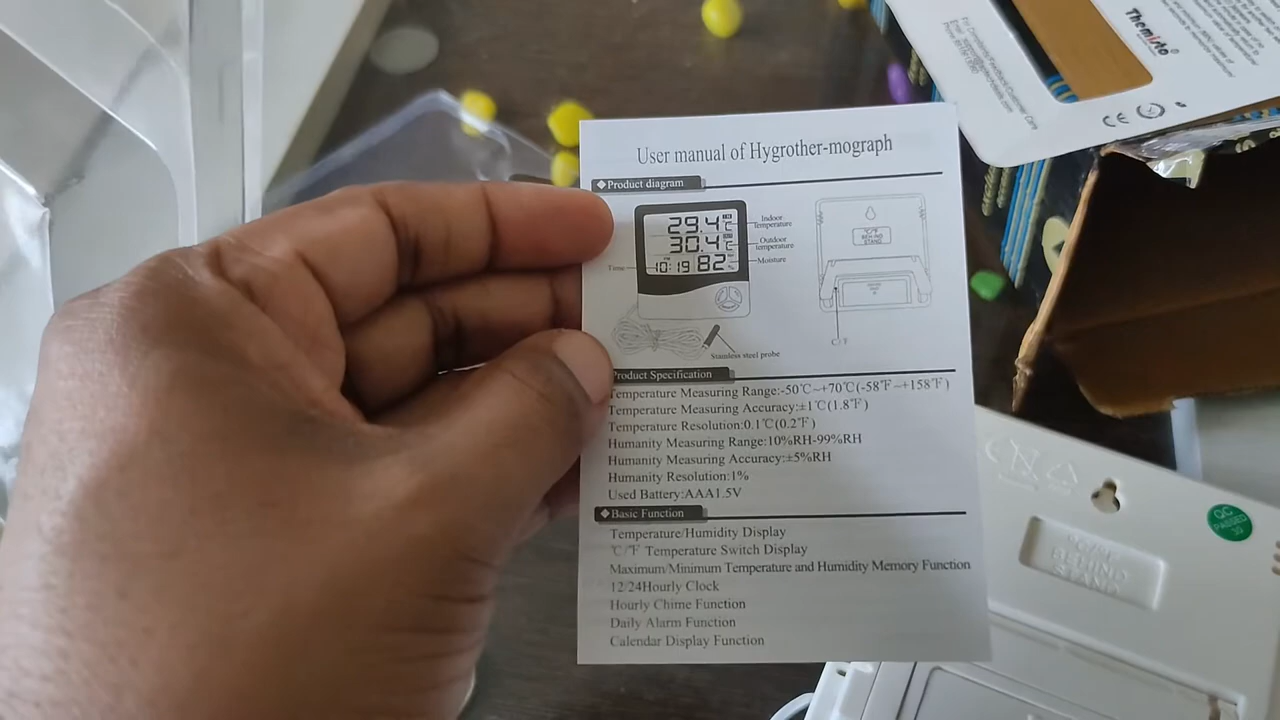 User manual of Hygrother-mograph
◆Product diagram
29.4℃
30.4℃
10:19 82%
Indoor
Temperature
Outdoor
temperature
Moisture
Time
Stainless steel probe
℃/℉
BEHIND
STAND
C/F
Product Specification
Temperature Measuring Range:-50℃~+70℃(-58℉~+158℉)
Temperature Measuring Accuracy:±1℃(1.8℉)
Temperature Resolution:0.1℃(0.2℉)
Humanity Measuring Range:10%RH-99%RH
Humanity Measuring Accuracy:±5%RH
Humanity Resolution:1%
Used Battery:AAA1.5V
◆Basic Function
Temperature/Humidity Display
℃/℉ Temperature Switch Display
Maximum/Minimum Temperature and Humidity Memory Function
12/24Hourly Clock
Hourly Chime Function
Daily Alarm Function
Calendar Display Function
Themisto®
CE
QC
PASSED
℃/℉
BEHIND
STAND